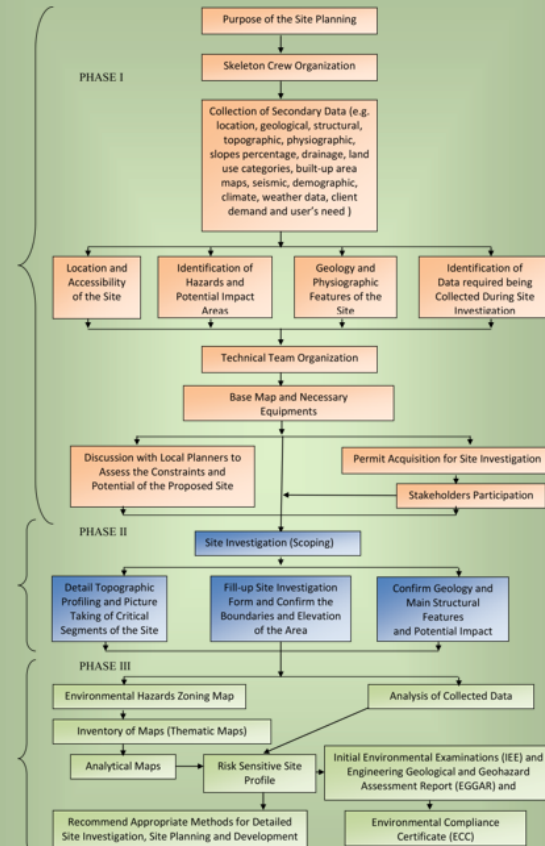 Purpose of the Site Planning
PHASE I
Skeleton Crew Organization
Collection of Secondary Data (e.g.
location, geological, structural,
topographic, physiographic,
slopes percentage, drainage, land
use categories, built-up area
maps, seismic, demographic,
climate, weather data, client
demand and user's need )
Location and
Accessibility
of the Site
Identification of
Hazards and
Potential Impact
Areas
Geology and
Physiographic
Features of the
Site
Identification of
Data required being
Collected During Site
Investigation
Technical Team Organization
Base Map and Necessary
Equipments
Discussion with Local Planners to
Assess the Constraints and
Potential of the Proposed Site
Permit Acquisition for Site Investigation
Stakeholders Participation
PHASE II
Site Investigation (Scoping)
Detail Topographic
Profiling and Picture
Taking of Critical
Segments of the Site
Fill-up Site Investigation
Form and Confirm the
Boundaries and Elevation
of the Area
Confirm Geology and
Main Structural
Features
and Potential Impact
PHASE III
Environmental Hazards Zoning Map
Analysis of Collected Data
Inventory of Maps (Thematic Maps)
Analytical Maps
Risk Sensitive Site
Profile
Initial Environmental Examinations (IEE) and
Engineering Geological and Geohazard
Assessment Report (EGGAR) and
Recommend Appropriate Methods for Detailed
Site Investigation, Site Planning and Development
Environmental Compliance
Certificate (ECC)